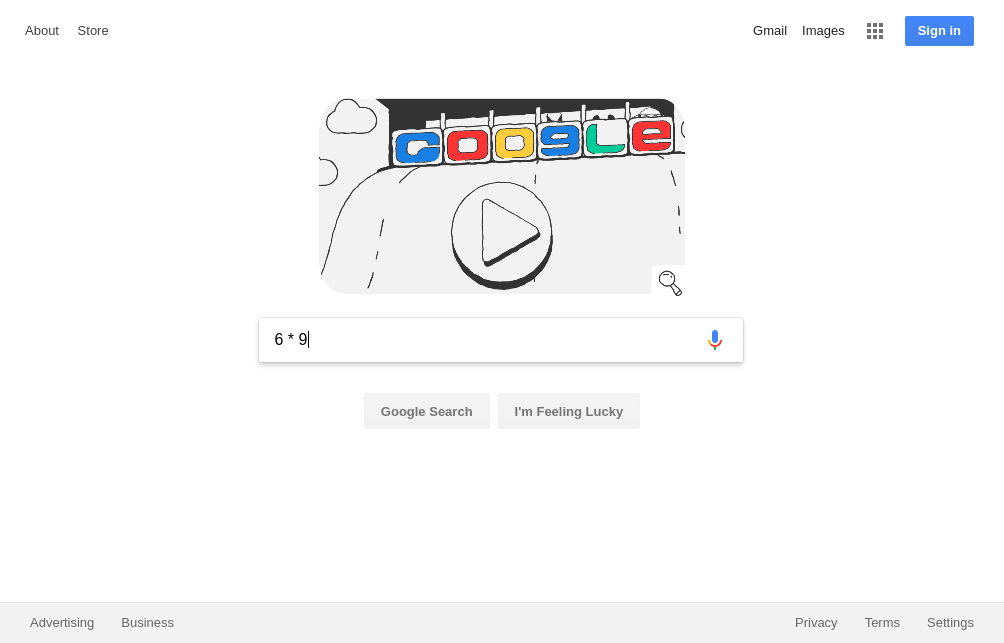 About Store Gmail Images Sign in
Google
6 * 9
Google Search I'm Feeling Lucky
Advertising Business Privacy Terms Settings